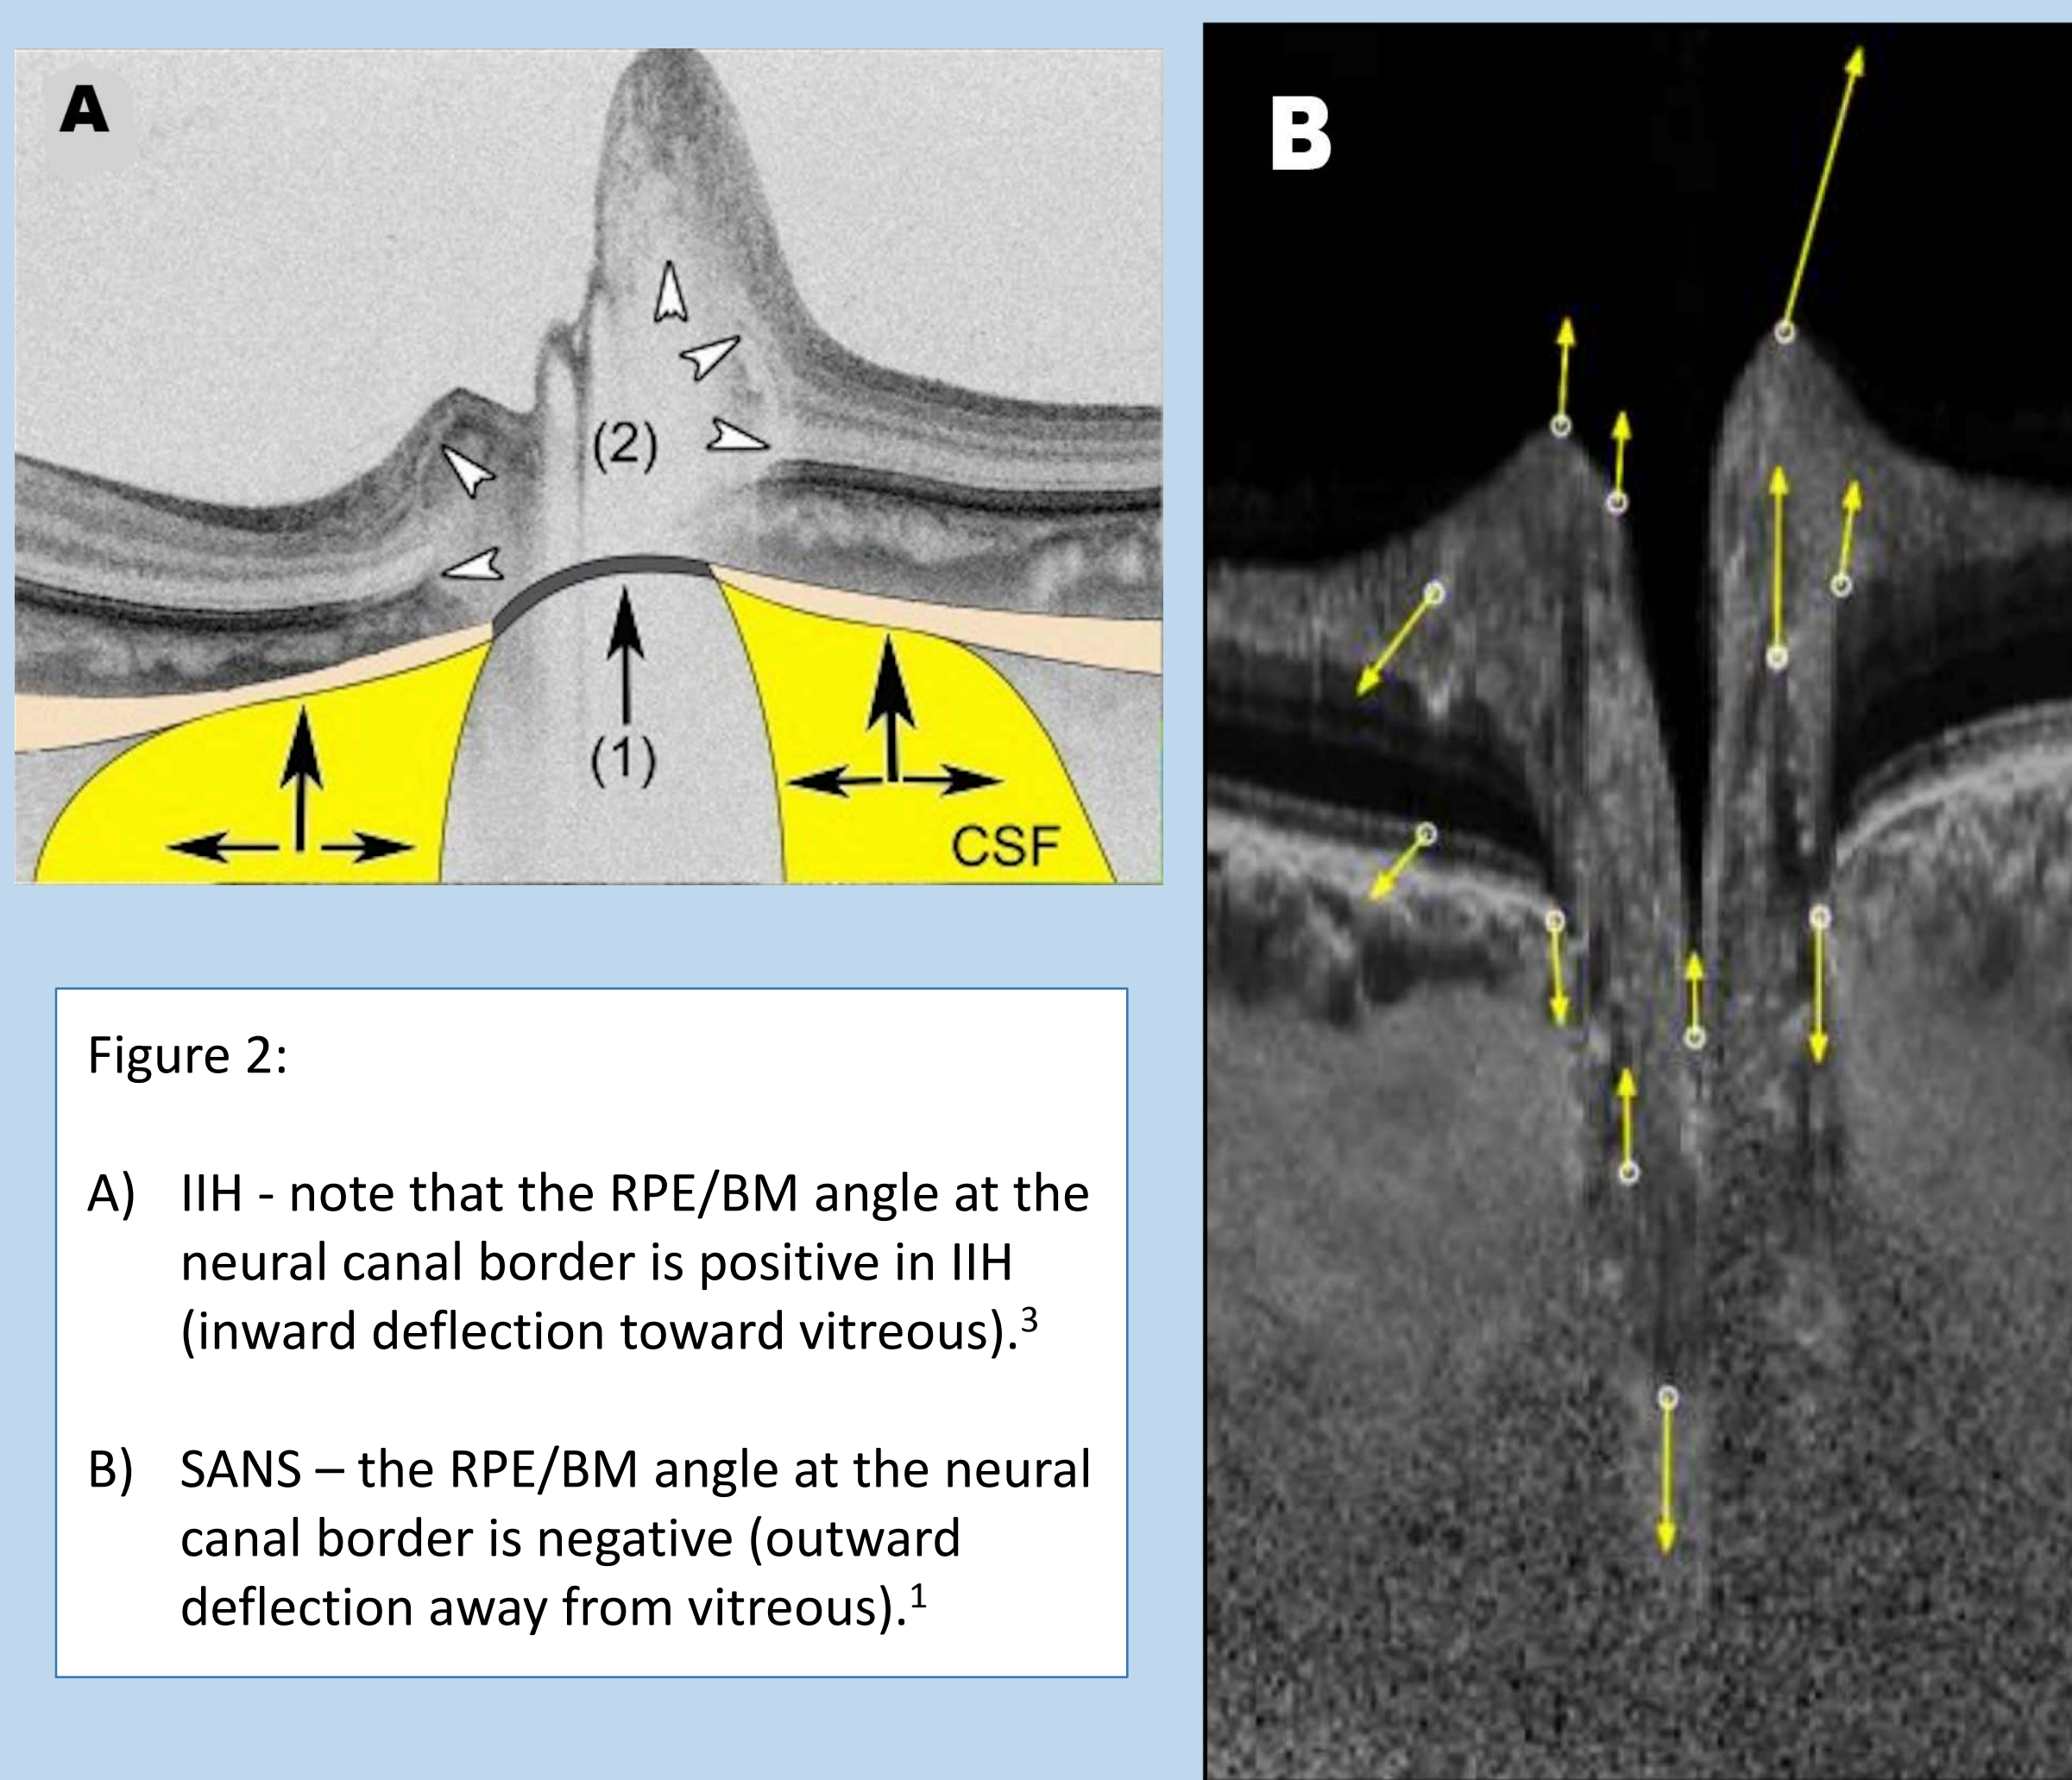 A
(2)
(1)
CSF
B
Figure 2:
A) IIH - note that the RPE/BM angle at the
neural canal border is positive in IIH
(inward deflection toward vitreous).³
B) SANS – the RPE/BM angle at the neural
canal border is negative (outward
deflection away from vitreous).¹